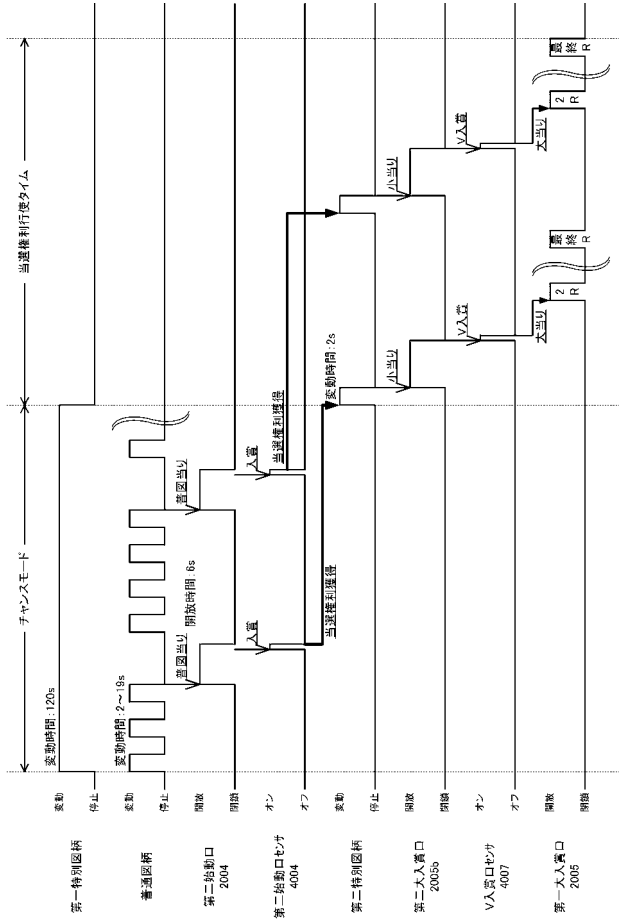 チャンスモード
当選権利行使タイム
第一特別図柄
変動
停止
変動時間:120s
普通図柄
変動
停止
変動時間:2~19s
第二始動口
2004
開放
閉鎖
普図当り
開放時間:6s
普図当り
第二始動口センサ
4004
オン
オフ
入賞
入賞
当選権利獲得
当選権利獲得
第二特別図柄
変動
停止
変動時間:2s
第二大入賞口
2005b
開放
閉鎖
小当り
小当り
V入賞口センサ
4007
オン
オフ
V入賞
V入賞
第一大入賞口
2005
開放
閉鎖
大当り
2
R
最終
R
大当り
2
R
最終
R